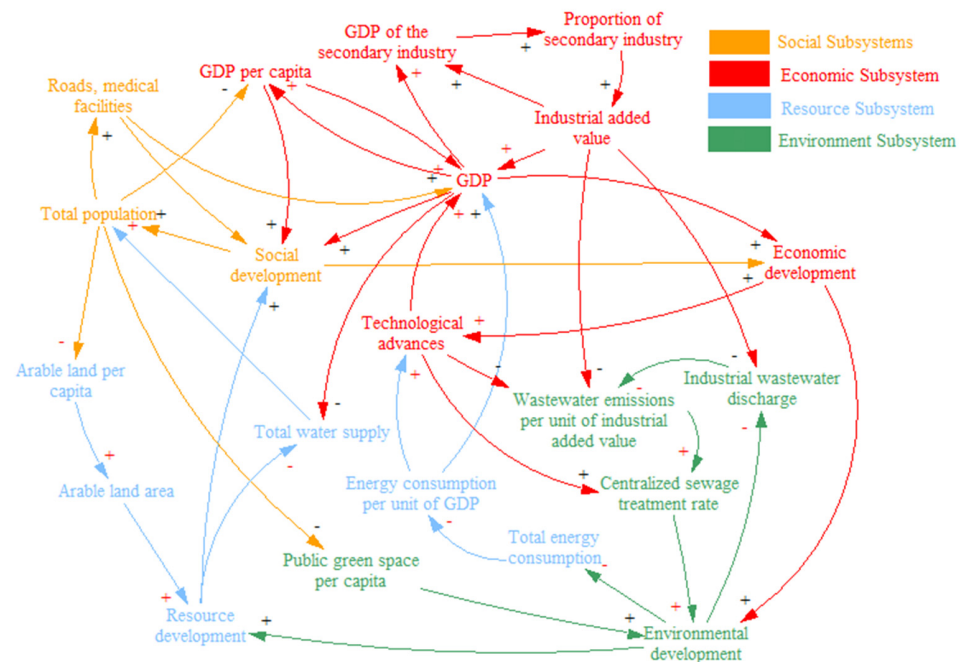 GDP of the
secondary industry
Proportion of
secondary industry
Social Subsystems
Economic Subsystem
Resource Subsystem
Environment Subsystem
Roads, medical
facilities
GDP per capita
Industrial added
value
GDP
Total population
Social
development
Economic
development
Technological
advances
Arable land per
capita
Wastewater emissions
per unit of industrial
added value
Industrial wastewater
discharge
Total water supply
Arable land area
Energy consumption
per unit of GDP
Centralized sewage
treatment rate
Public green space
per capita
Total energy
consumption
Resource
development
Environmental
development